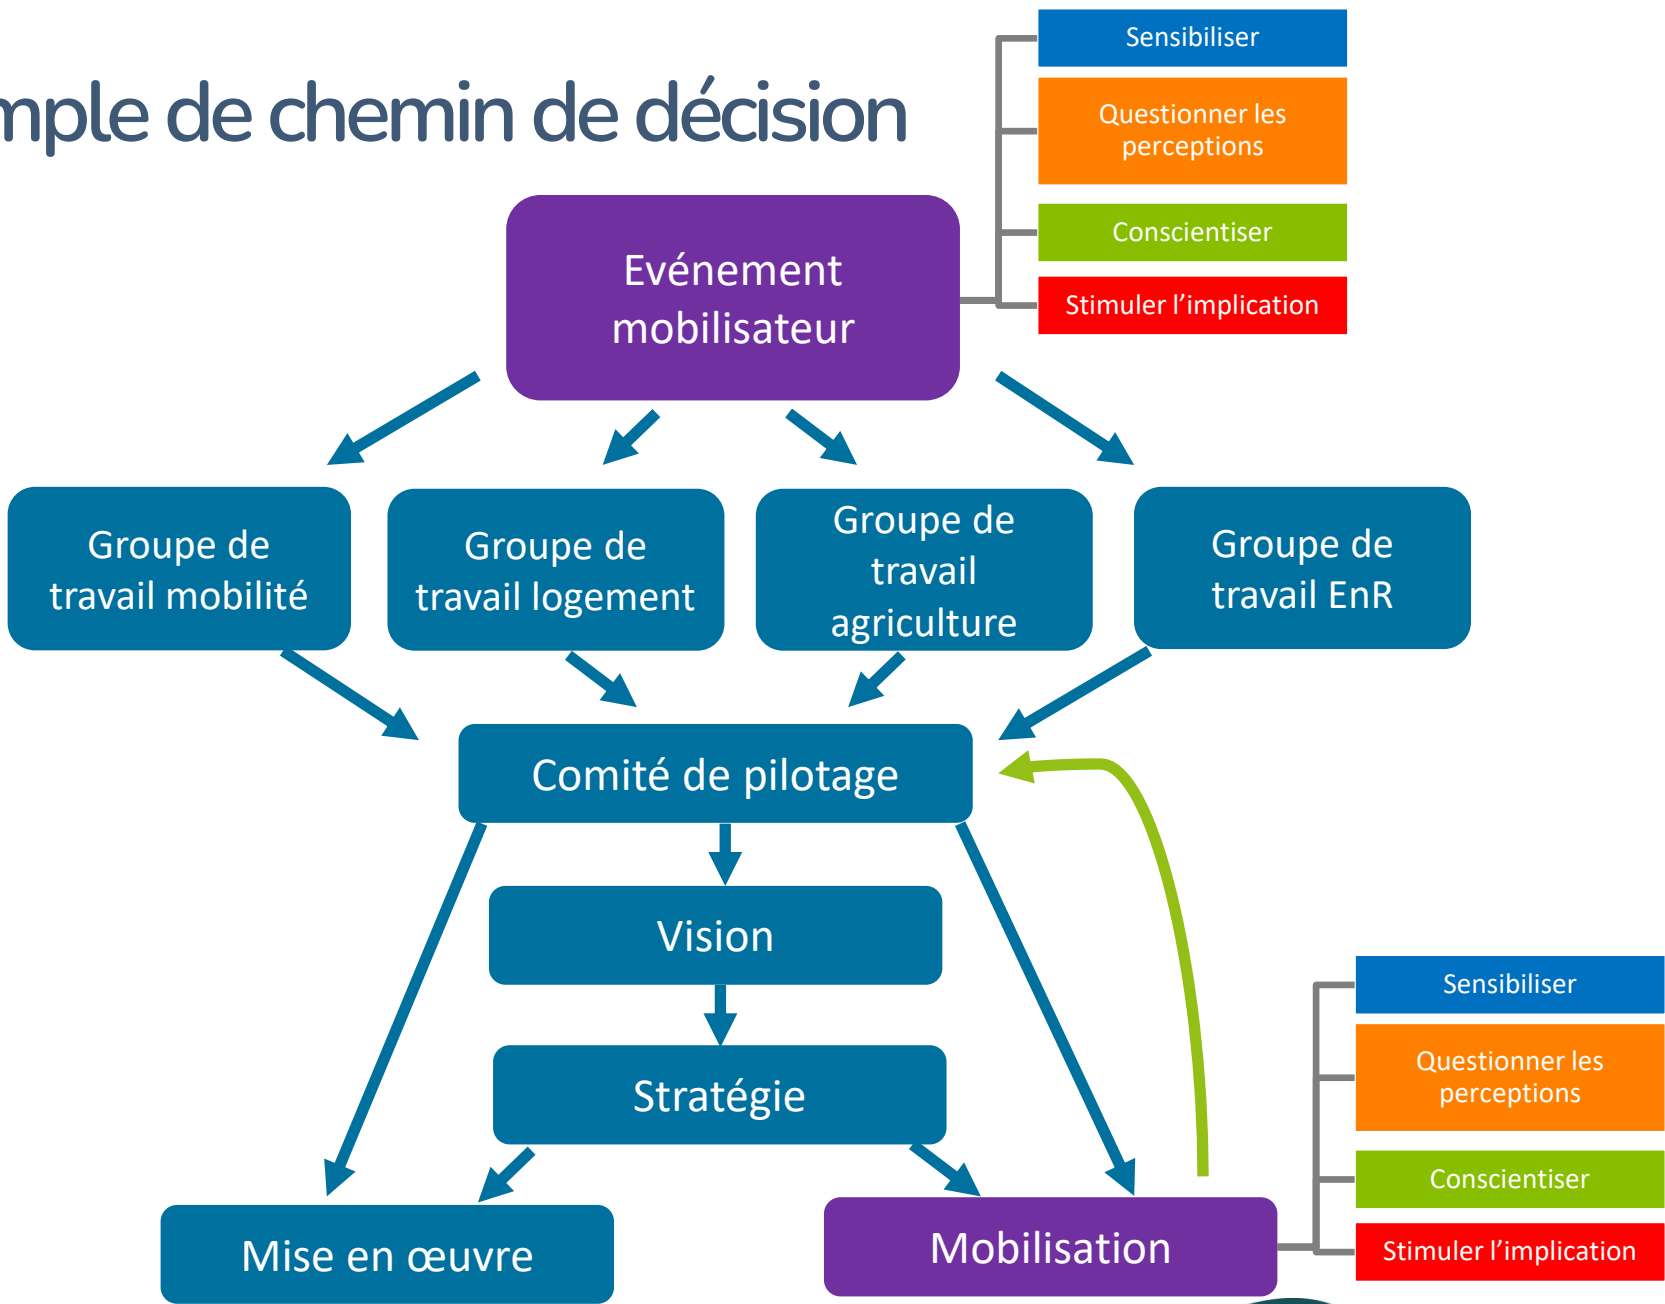 Sensibiliser
mple de chemin de décision
Questionner les
perceptions
Conscientiser
Stimuler l’implication
Evénement
mobilisateur
Groupe de
travail mobilité
Groupe de
travail logement
Groupe de
travail
agriculture
Groupe de
travail EnR
Comité de pilotage
Vision
Stratégie
Mise en œuvre
Mobilisation
Sensibiliser
Questionner les
perceptions
Conscientiser
Stimuler l’implication